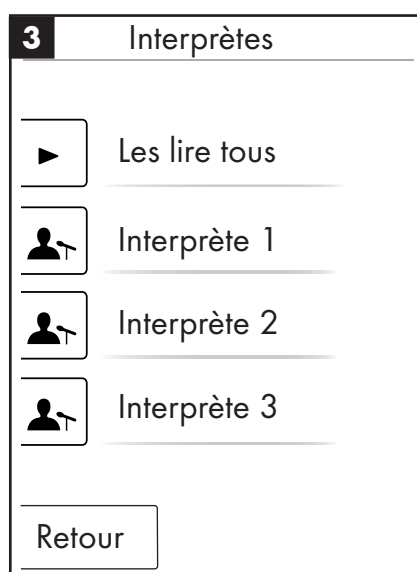 3 Interprètes
Les lire tous
Interprète 1
Interprète 2
Interprète 3
Retour